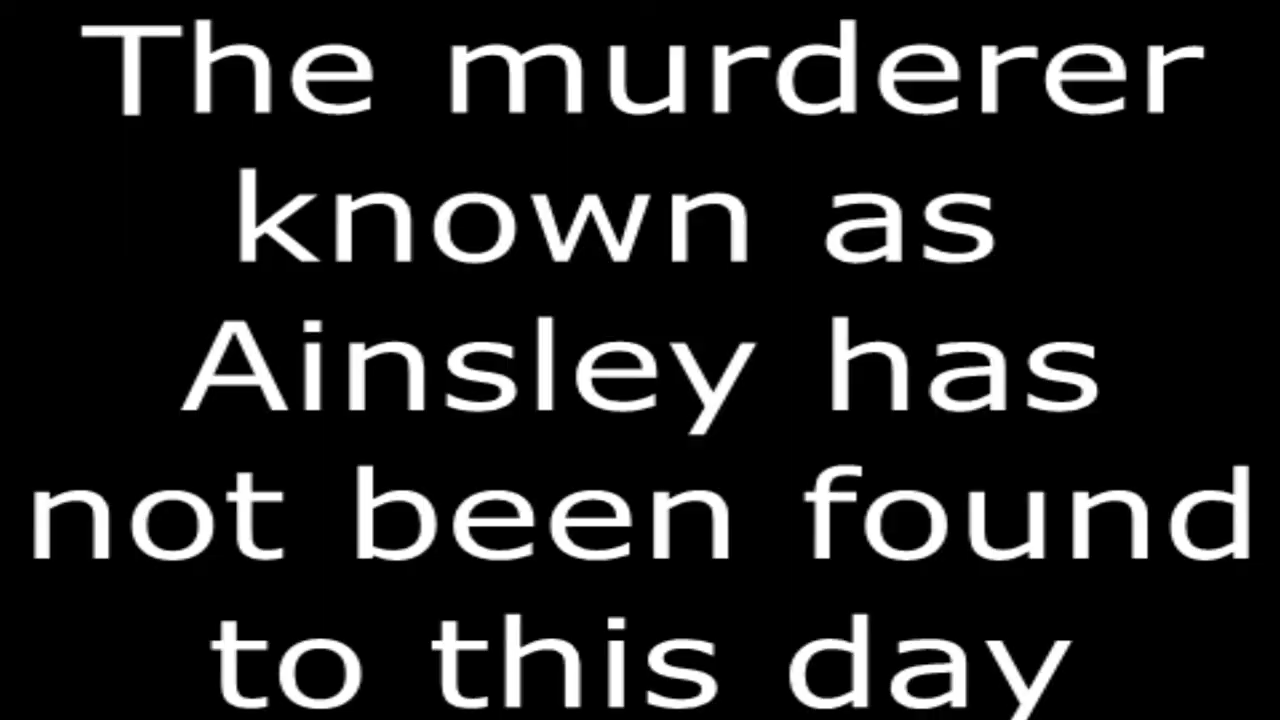 The murderer
known as
Ainsley has
not been found
to this day